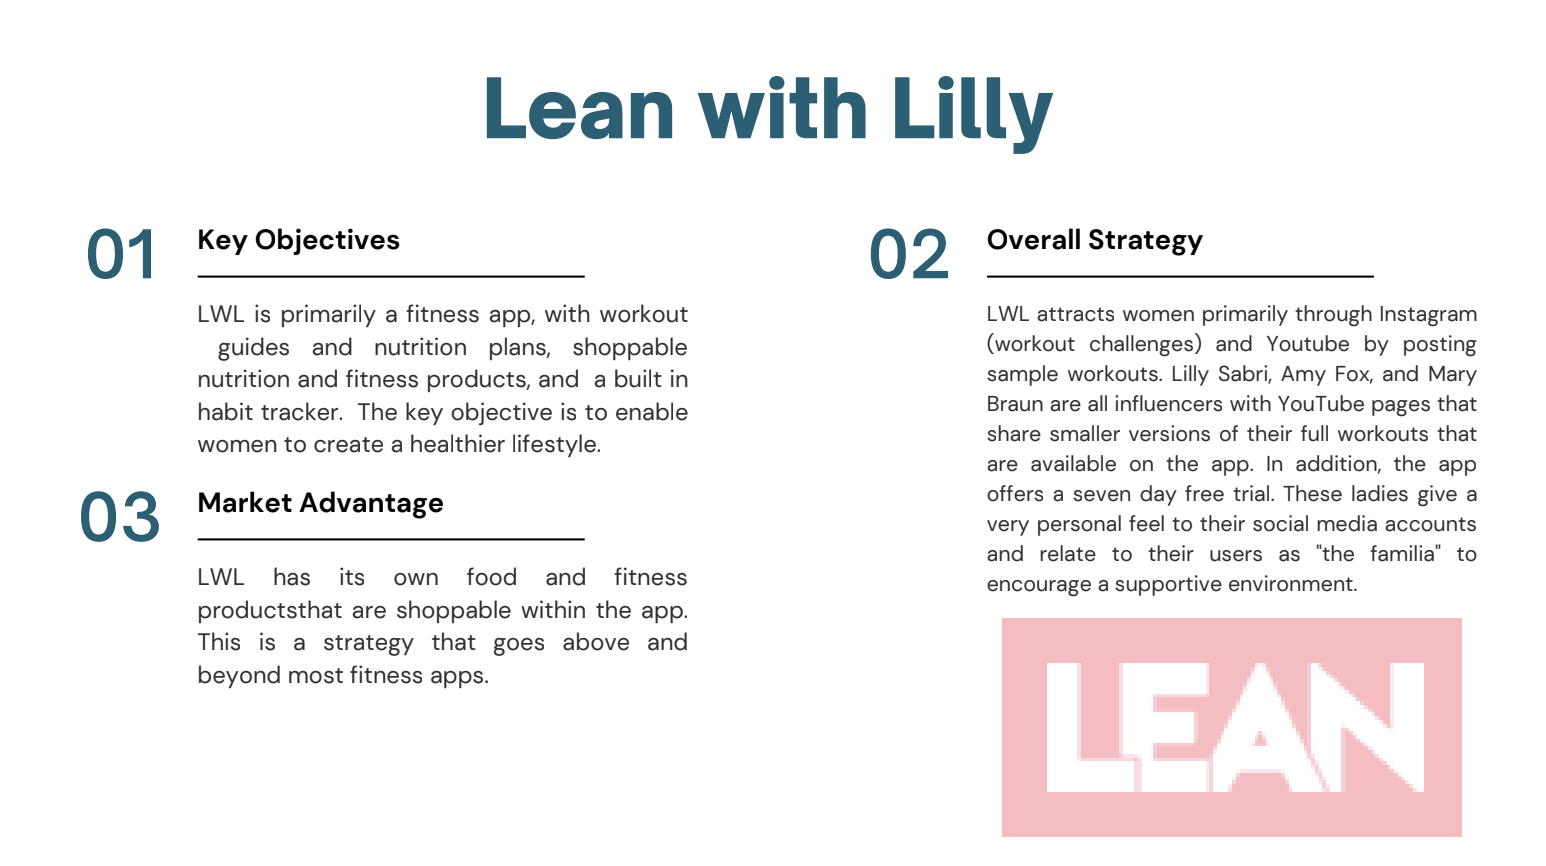 Lean with Lilly
01
Key Objectives
LWL is primarily a fitness app, with workout
guides and nutrition plans, shoppable
nutrition and fitness products, and a built in
habit tracker. The key objective is to enable
women to create a healthier lifestyle.
03
Market Advantage
LWL has its own food and fitness
productsthat are shoppable within the app.
This is a strategy that goes above and
beyond most fitness apps.
02
Overall Strategy
LWL attracts women primarily through Instagram
(workout challenges) and Youtube by posting
sample workouts. Lilly Sabri, Amy Fox, and Mary
Braun are all influencers with YouTube pages that
share smaller versions of their full workouts that
are available on the app. In addition, the app
offers a seven day free trial. These ladies give a
very personal feel to their social media accounts
and relate to their users as "the familia" to
encourage a supportive environment.
LEAN